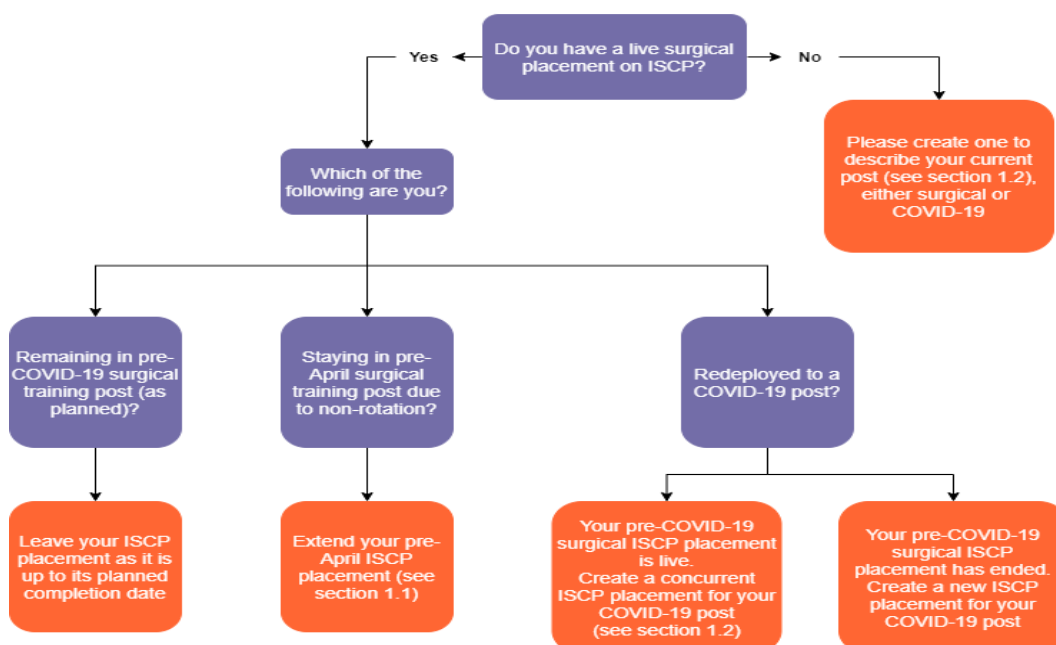 Do you have a live surgical
placement on ISCP?
Yes
No
Please create one to
describe your current
post (see section 1.2),
either surgical or
COVID-19
Which of the
following are you?
Remaining in pre-
COVID-19 surgical
training post (as
planned)?
Staying in pre-
April surgical
training post due
to non-rotation?
Redeployed to a
COVID-19 post?
Leave your ISCP
placement as it is
up to its planned
completion date
Extend your pre-
April ISCP
placement (see
section 1.1)
Your pre-COVID-19
surgical ISCP placement
is live.
Create a concurrent
ISCP placement for your
COVID-19 post
(see section 1.2)
Your pre-COVID-19
surgical ISCP
placement has ended.
Create a new ISCP
placement for your
COVID-19 post